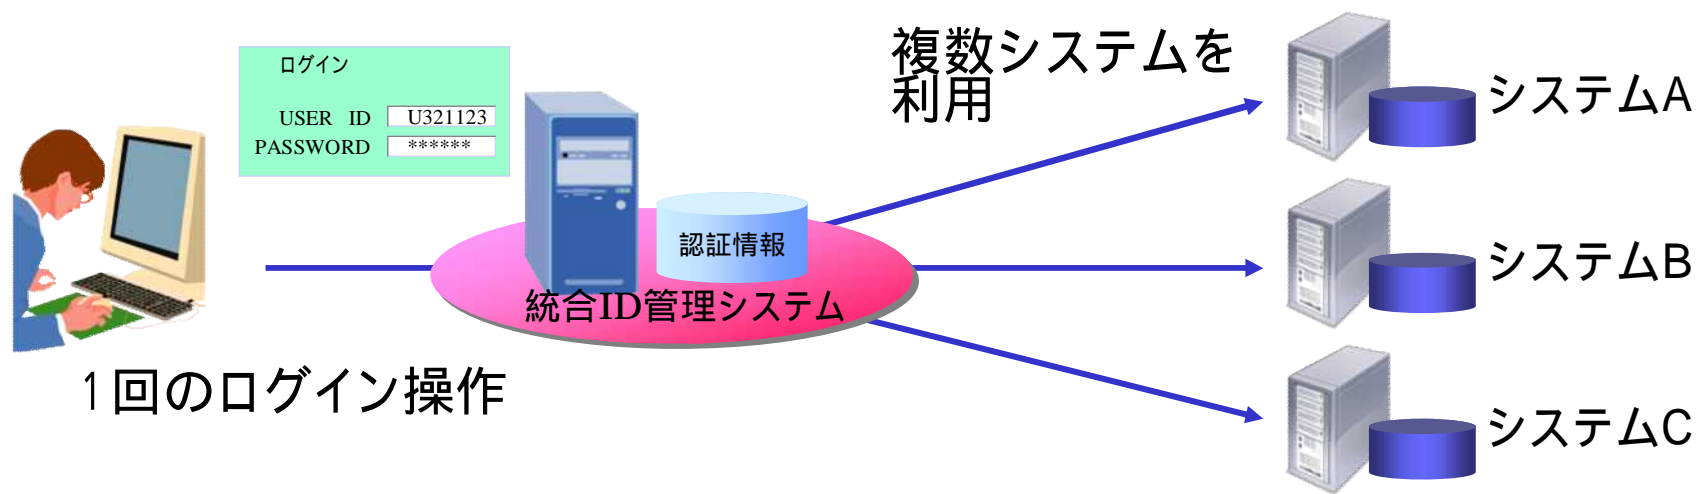 ログイン
USER ID U321123
PASSWORD ******
複数システムを
利用
認証情報
統合ID管理システム
1回のログイン操作
システムA
システムB
システムC